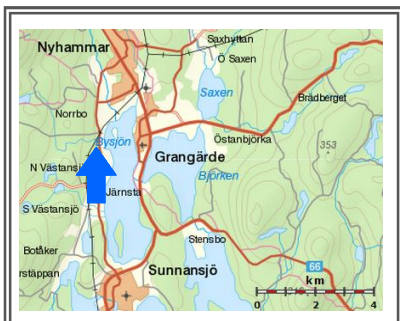 Saxhyttan
Nyhammar
Ö Saxen
Saxen
Brädberget
Norrbo
Bysjön
Östanbjörka
353
Grangärde
N Västansjö
Björken
Järnsta
S Västansjö
Stensbo
Botåker
66
Sunnansjö
km
0 2 4